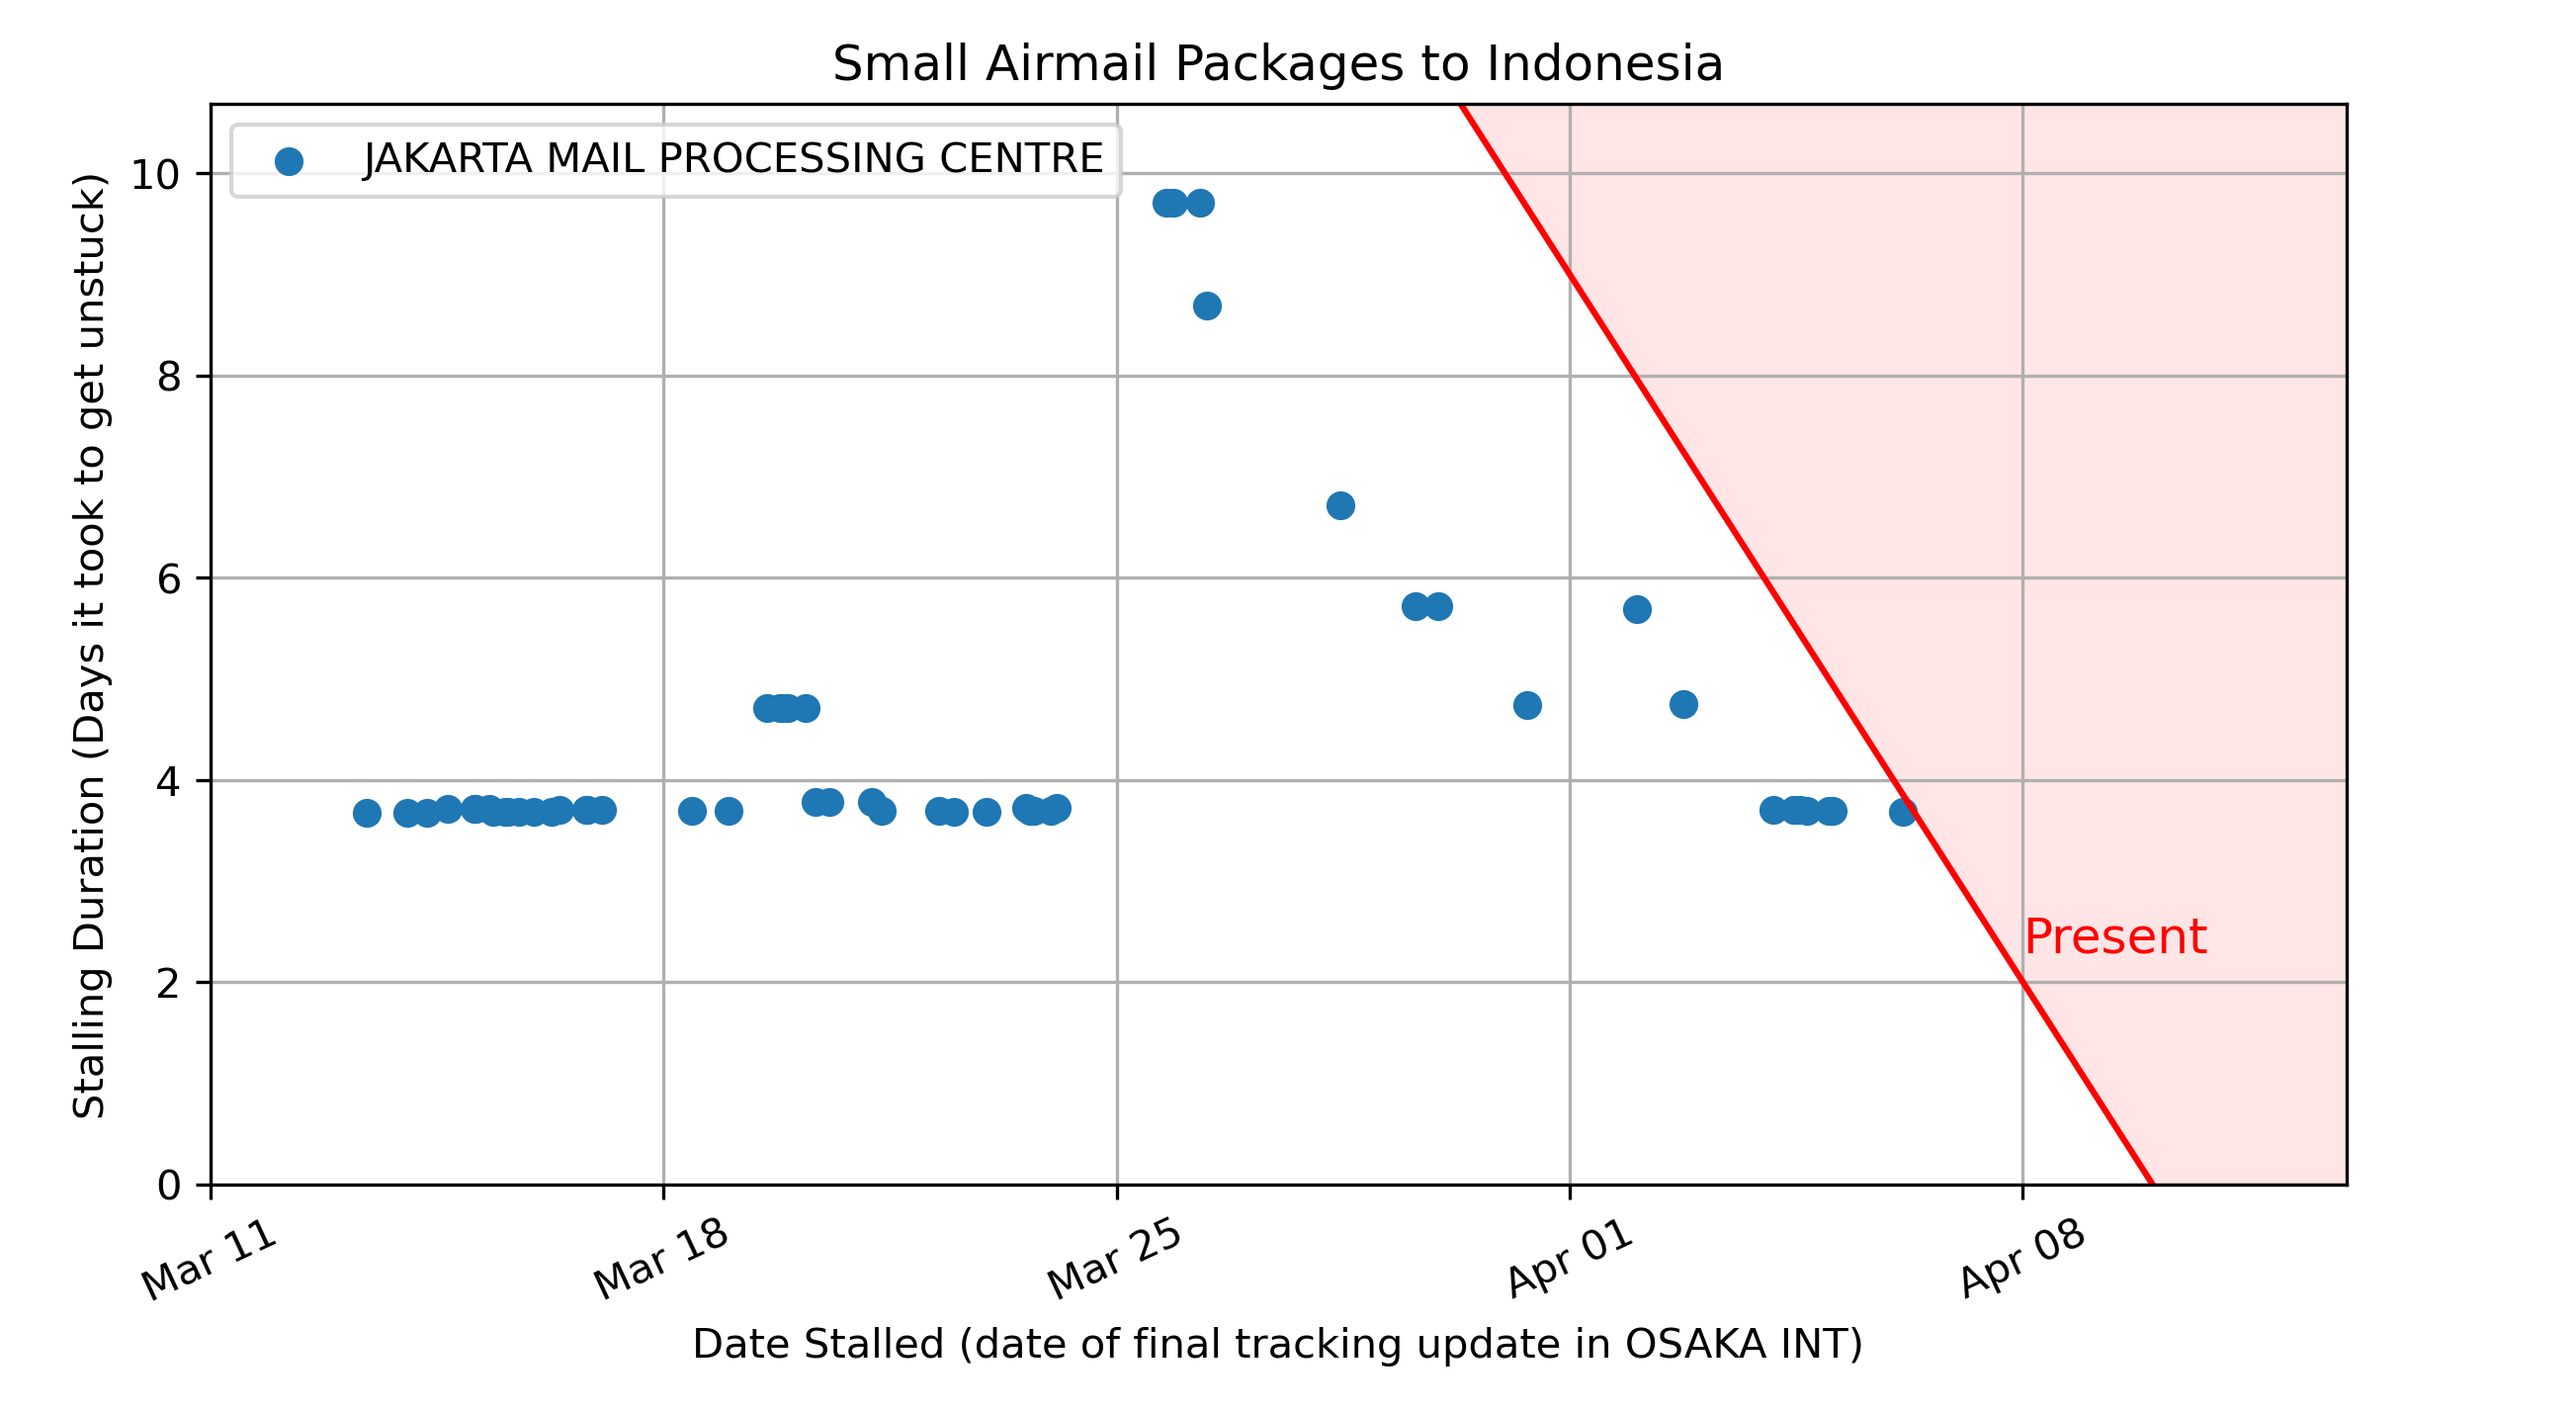 Small Airmail Packages to Indonesia
JAKARTA MAIL PROCESSING CENTRE
Stalling Duration (Days it took to get unstuck)
10
8
6
4
2
0
Present
Mar 11
Mar 18
Mar 25
Apr 01
Apr 08
Date Stalled (date of final tracking update in OSAKA INT)